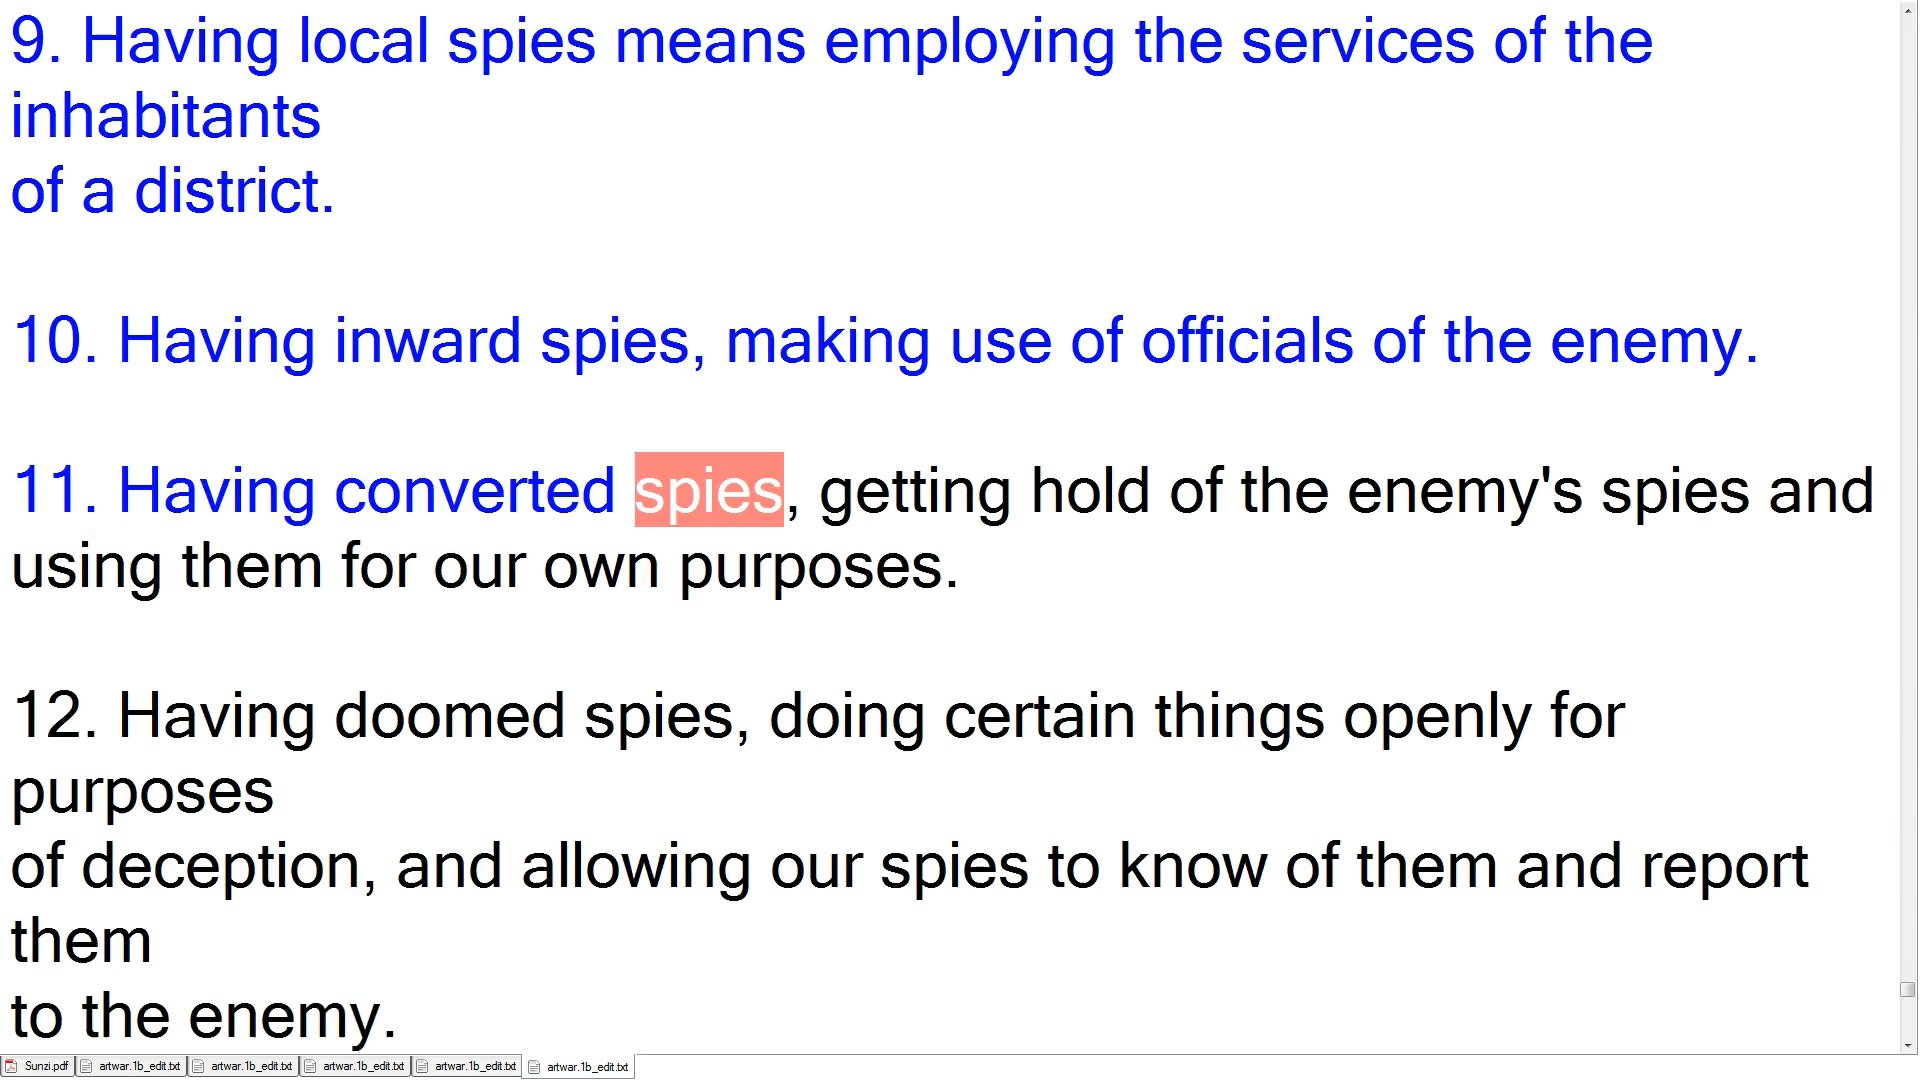 9. Having local spies means employing the services of the
inhabitants
of a district.
10. Having inward spies, making use of officials of the enemy.
11. Having converted spies, getting hold of the enemy's spies and
using them for our own purposes.
12. Having doomed spies, doing certain things openly for
purposes
of deception, and allowing our spies to know of them and report
them
to the enemy.
Sunzi.pdf artwar.1b_edit.txt artwar.1b_edit.txt artwar.1b_edit.txt artwar.1b_edit.txt artwar.1b_edit.txt